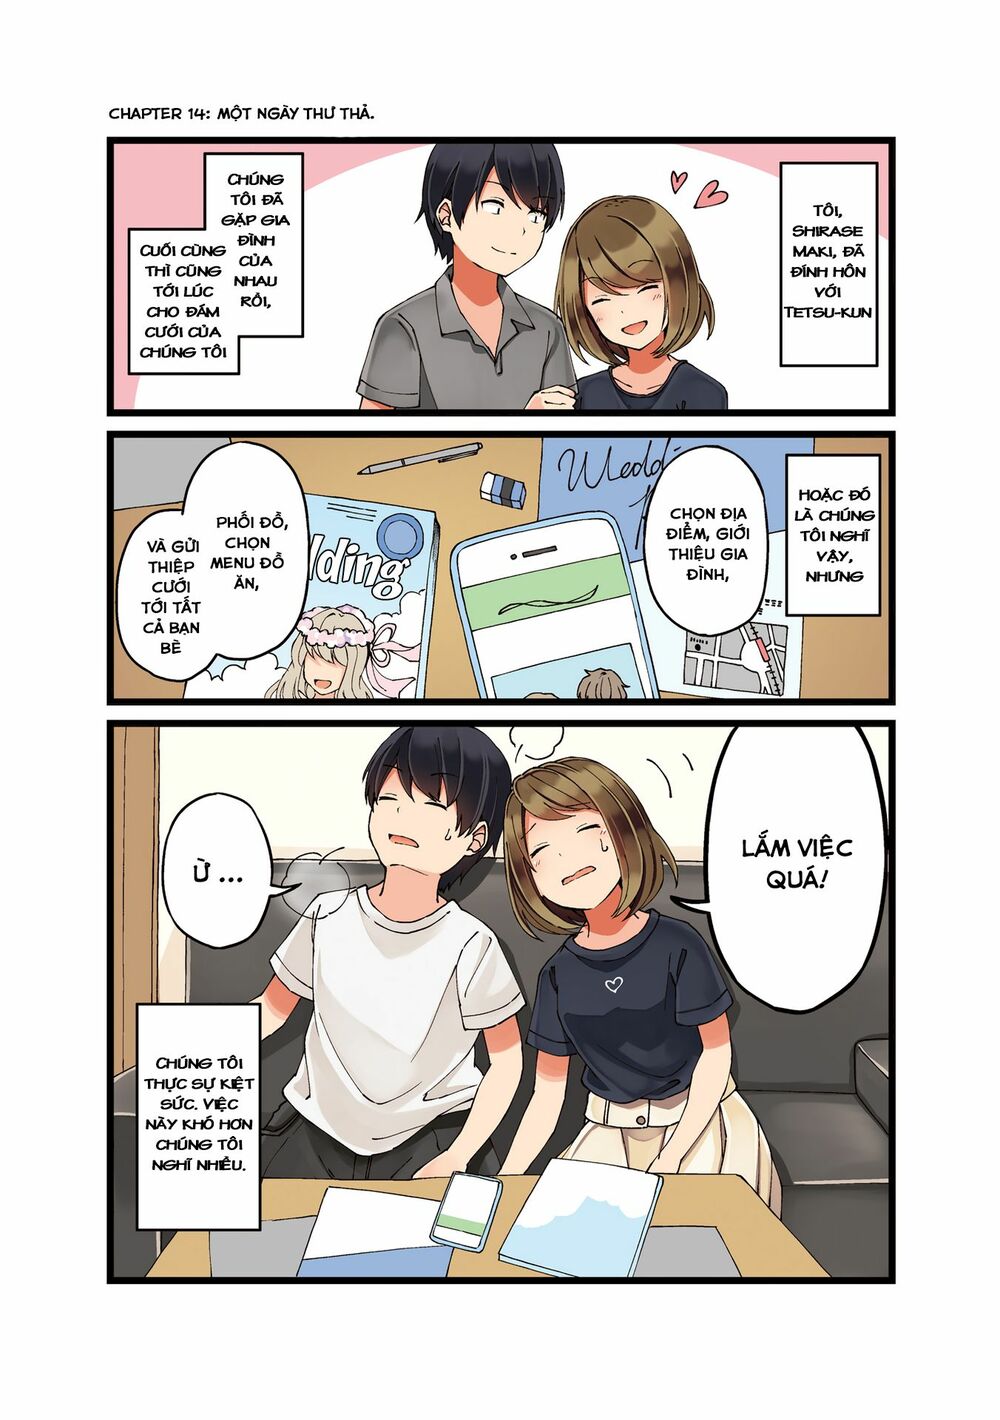 CHAPTER 14: MỘT NGÀY THƯ THẢ.
TÔI,
SHIRASE
MAKI, ĐÃ
ĐÍNH HÔN
VỚI
TETSU-KUN
CHÚNG
TÔI ĐÃ
GẶP GIA
ĐÌNH
CỦA
NHAU
RỒI,
CUỐI CÙNG
THÌ CŨNG
TỚI LÚC
CHO ĐÁM
CƯỚI CỦA
CHÚNG TÔI
HOẶC ĐÓ
LÀ CHÚNG
TÔI NGHĨ
VẬY,
NHƯNG
CHỌN ĐỊA
ĐIỂM, GIỚI
THIỆU GIA
ĐÌNH,
Weddi
lding
PHỐI ĐỒ,
CHỌN
MENU ĐỒ
ĂN,
VÀ GỬI
THIỆP
CƯỚI
TỚI TẤT
CẢ BẠN
BÈ
LẮM VIỆC
QUÁ!
Ừ ...
CHÚNG TÔI
THỰC SỰ KIỆT
SỨC. VIỆC
NÀY KHÓ HƠN
CHÚNG TÔI
NGHĨ NHIỀU.